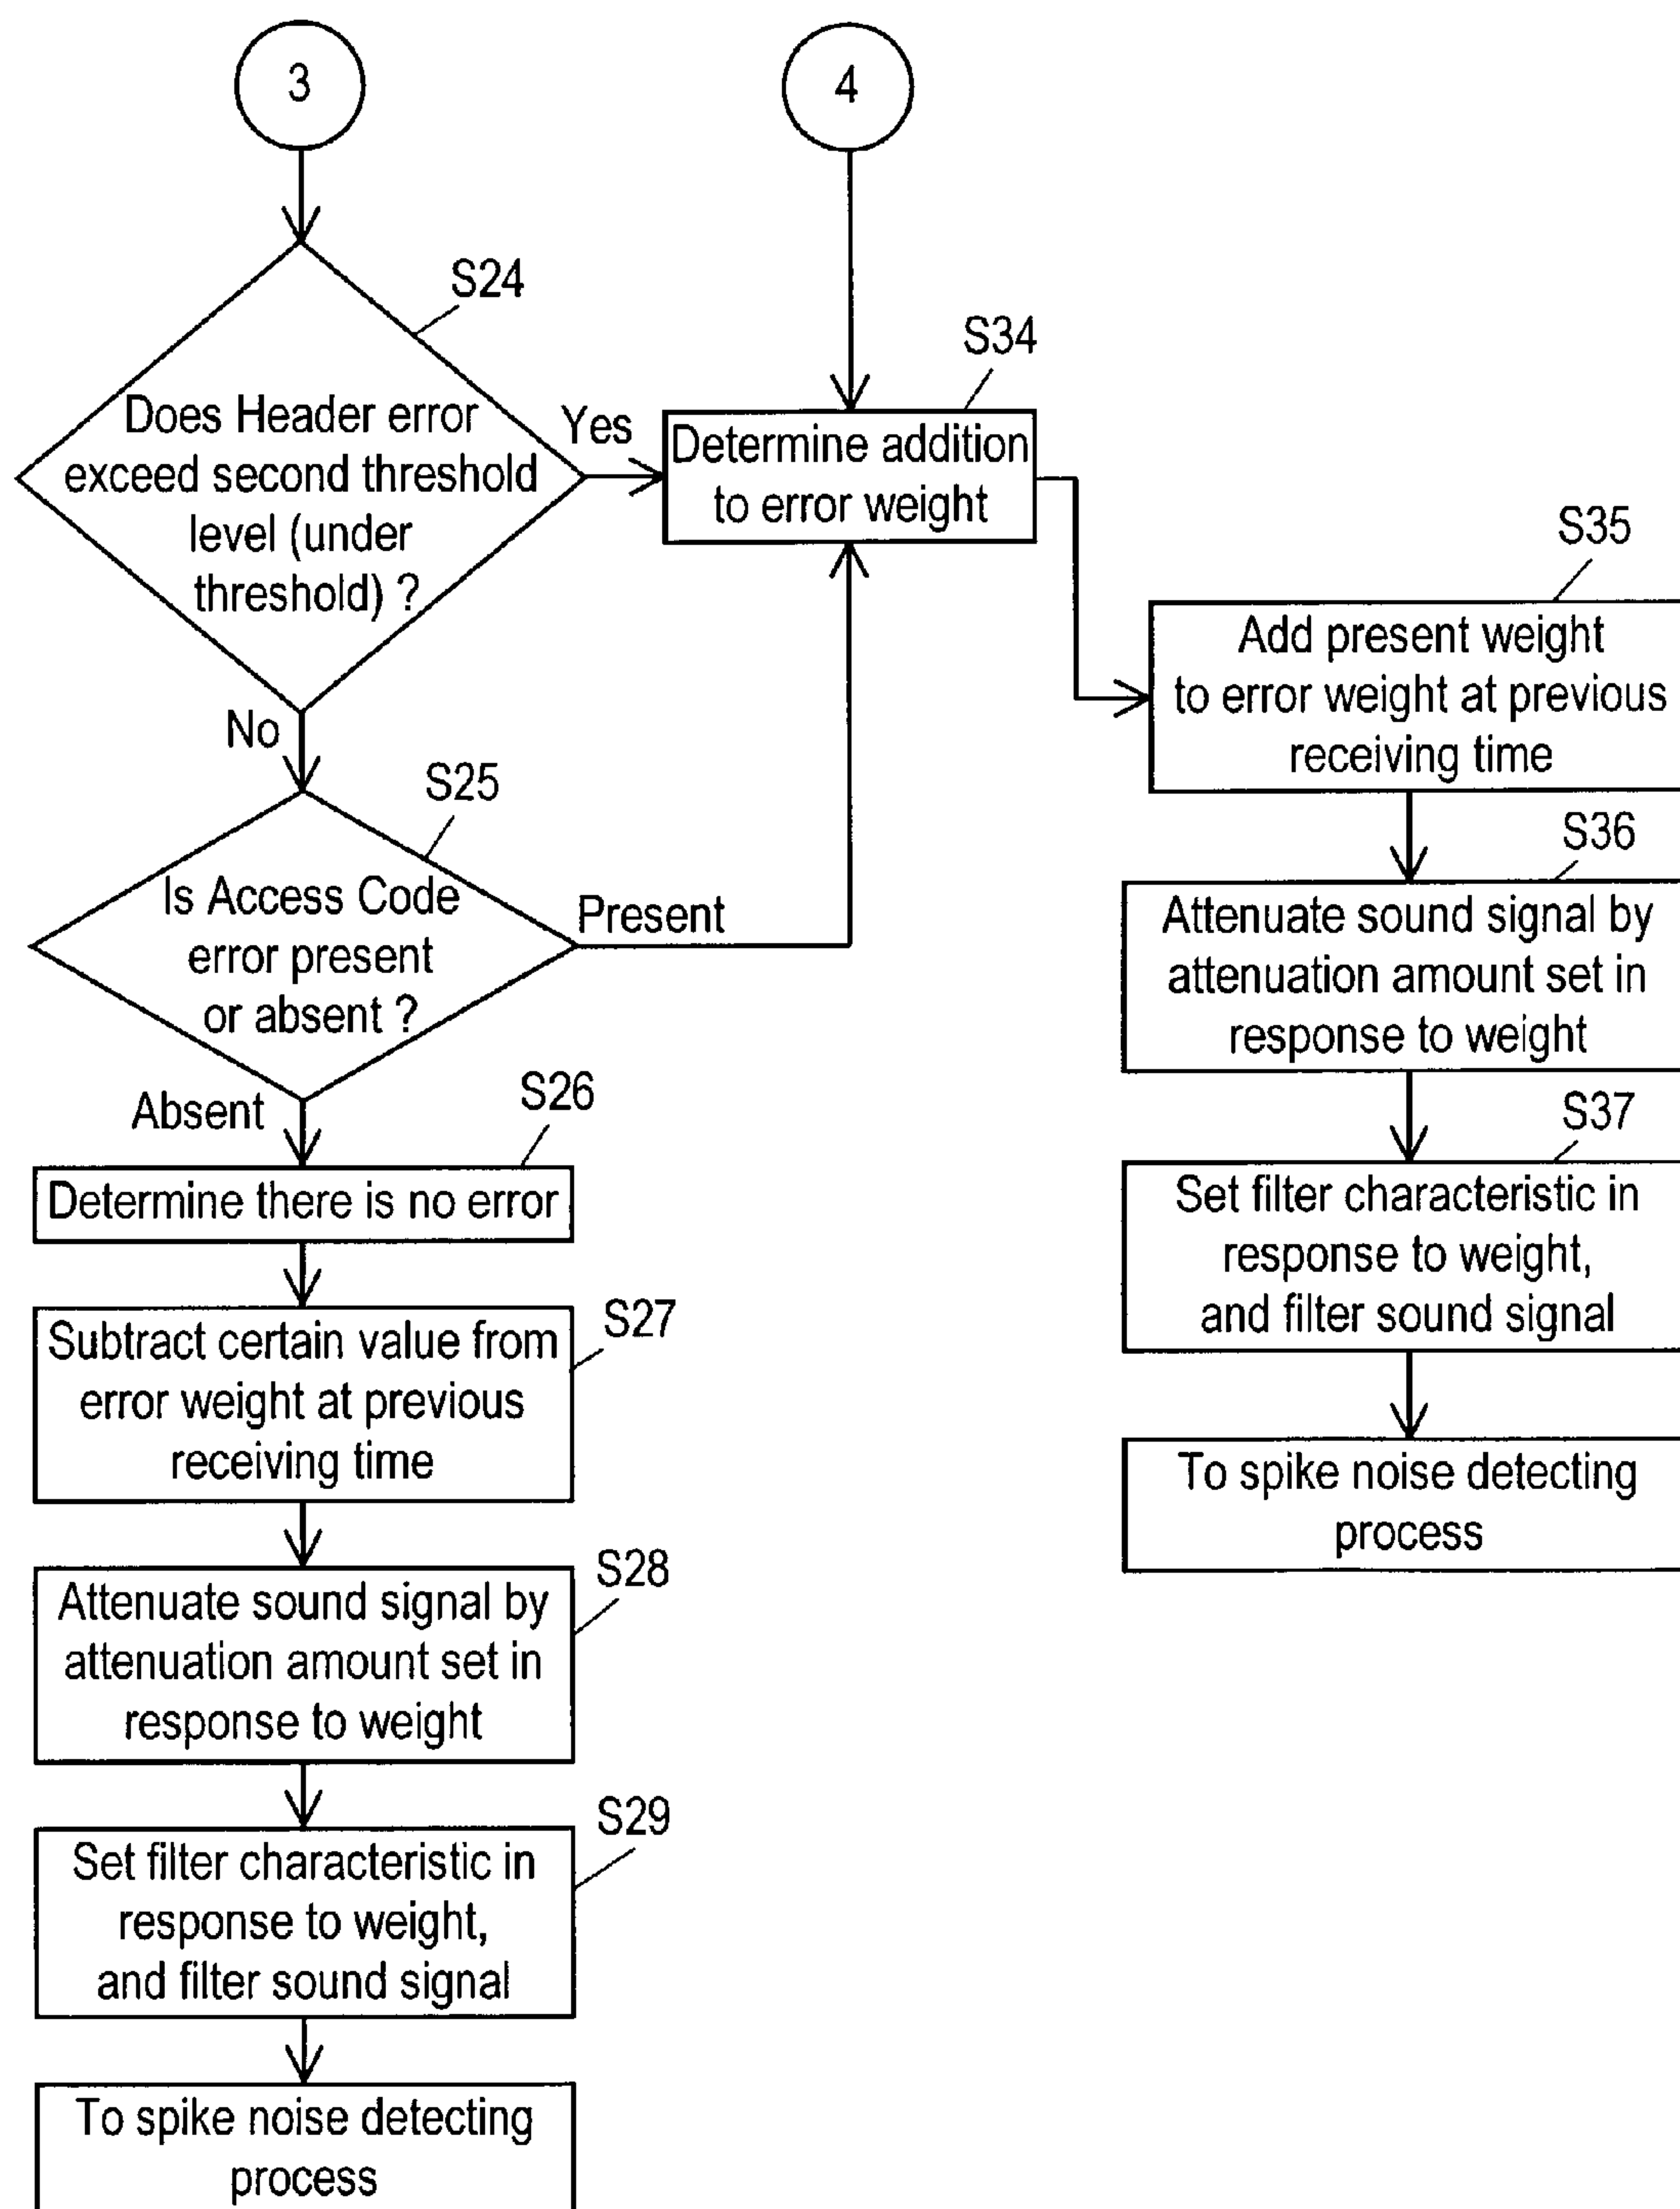 3
4
S24
Does Header error
exceed second threshold
level (under
threshold) ?
Yes
No
S34
Determine addition
to error weight
S25
Is Access Code
error present
or absent ?
Present
Absent
S35
Add present weight
to error weight at previous
receiving time
S36
Attenuate sound signal by
attenuation amount set in
response to weight
S37
Set filter characteristic in
response to weight,
and filter sound signal
To spike noise detecting
process
S26
Determine there is no error
S27
Subtract certain value from
error weight at previous
receiving time
S28
Attenuate sound signal by
attenuation amount set in
response to weight
S29
Set filter characteristic in
response to weight,
and filter sound signal
To spike noise detecting
process